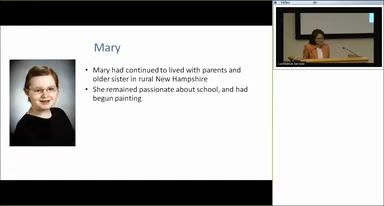 Mary
• Mary had continued to lived with parents and
older sister in rural New Hampshire
• She remained passionate about school, and had
begun painting